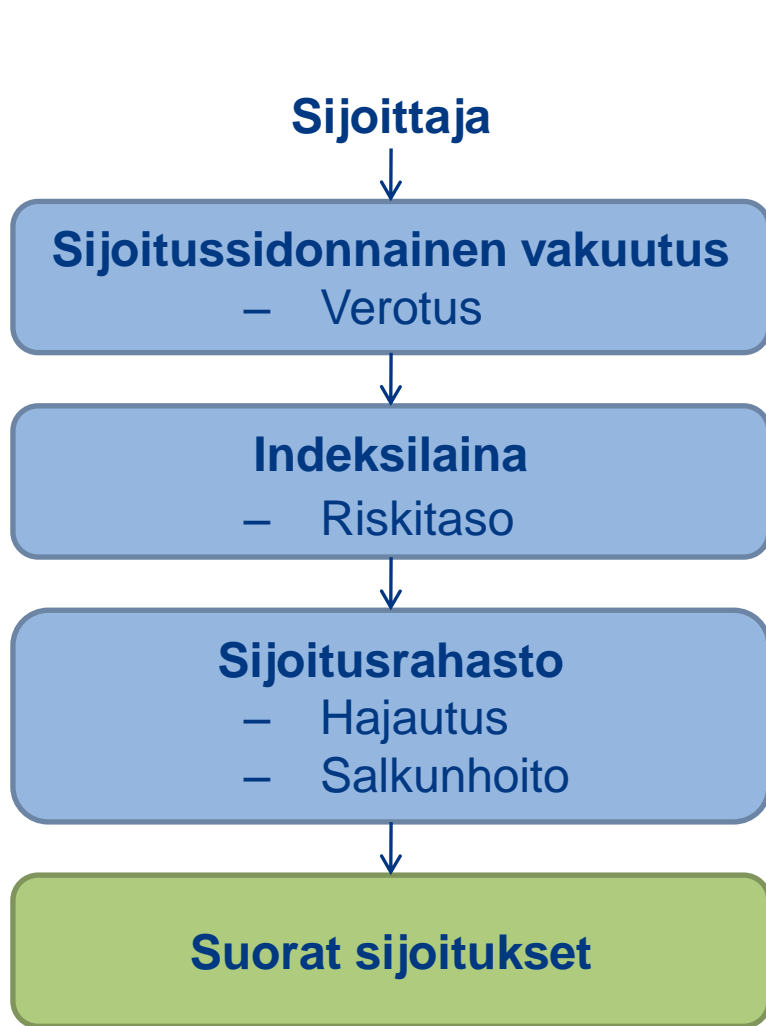 Sijoittaja
Sijoitussidonnainen vakuutus
– Verotus
Indeksilaina
– Riskitaso
Sijoitusrahasto
– Hajautus
– Salkunhoito
Suorat sijoitukset